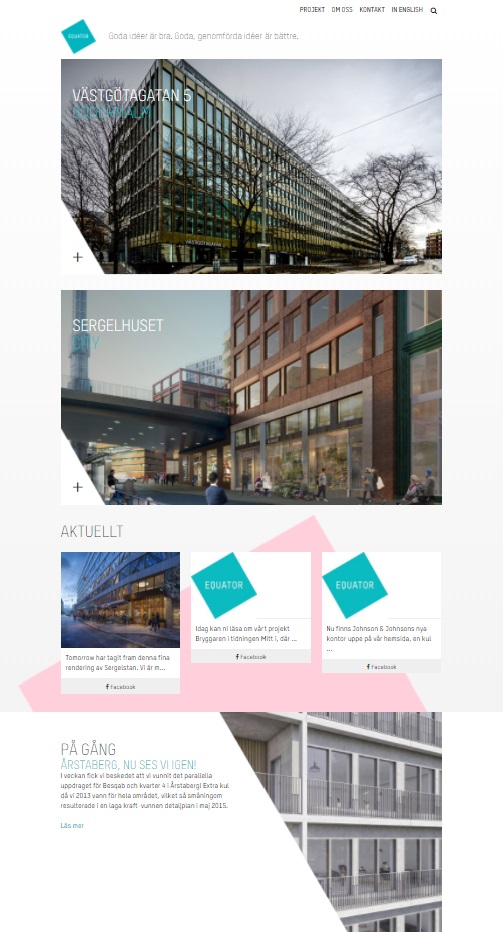 PROJEKT OM OSS KONTAKT IN ENGLISH
EQUATOR
Goda idéer är bra. Goda, genomförda idéer är bättre.
VÄSTGÖTAGATAN 5
SÖDERMALM
SERGELHUSET
CITY
AKTUELLT
EQUATOR
EQUATOR
Tomorrow har tagit fram denna fina
rendering av Sergelstan. Vi är m...
Facebook
Idag kan ni läsa om vårt projekt
Bryggaren i tidningen Mitt i, där ...
Facebook
Nu finns Johnson & Johnsons nya
kontor uppe på vår hemsida, en kul
...
Facebook
PÅ GÅNG
ÅRSTABERG, NU SES VI IGEN!
I veckan fick vi beskedet att vi vunnit det parallella
uppdraget för Besqab och kvarter 4 i Årstaberg! Extra kul
då vi 2013 vann för hela området, vilket så småningom
resulterade i en laga kraft-vunnen detaljplan i maj 2015.
Läs mer